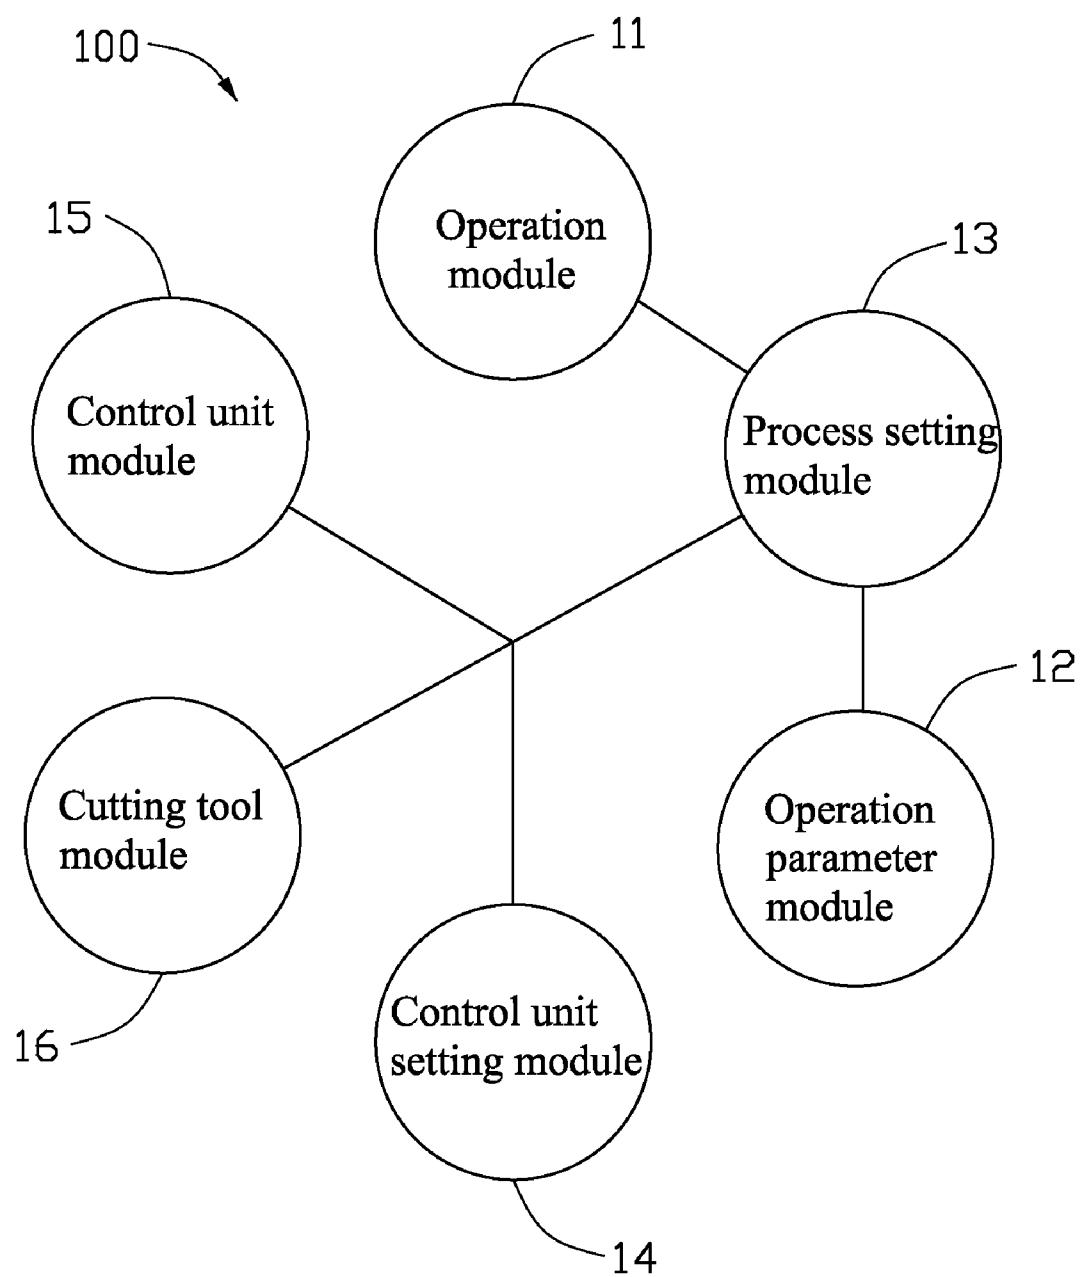 100
11
Operation
module
15
13
Control unit
module
Process setting
module
12
Cutting tool
module
Operation
parameter
module
16
Control unit
setting module
14